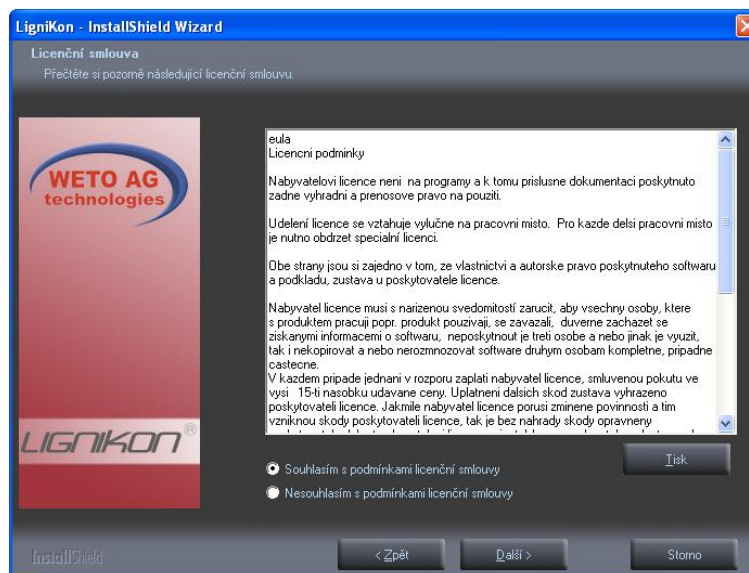 LigniKon - InstallShield Wizard
Licenční smlouva
Přečtěte si pozorně následující licenční smlouvu.
WETO AG
technologies
LIGNIKON®
eula
Licencni podminky
Nabyvatelovi licence neni na programy a k tomu prislusne dokumentaci poskytnuto
zadne vyhradni a prenosove pravo na pouziti.
Udeleni licence se vztahuje vylučne na pracovni misto. Pro kazde delsi pracovni misto
je nutno obdrzet specialní licenci.
Obe strany jsou si zajedno v tom, ze vlastnictvi a autorske pravo poskytnuteho softwaru
a podkladu, zustava u poskytovatele licence.
Nabyvatel licence musi s narizenou svedomitostí zarucit, aby vsechny osoby, ktere
s produktem pracuji popr. produkt pouzivaji, se zavazali, duverne zachazet se
ziskanymi informacemi o softwaru, neposkytnout je treti osobe a nebo jinak je vyuzit,
tak i nekopirovat a nebo nerozmnozovat software druhym osobam kompletne, pripadne
castecne.
V kazdem pripade jednani v rozporu zaplati nabyvatel licence, smluvenou pokutu ve
vysi 15-ti nasobku udavane ceny. Uplatneni dalsich skod zustava vyhrazeno
poskytovateli licence. Jakmile nabyvatel licence porusi zminene povinnosti a tim
vzniknou skody poskytovateli licence, tak je bez nahrady skody opravneny
Souhlasím s podmínkami licenční smlouvy
Nesouhlasím s podmínkami licenční smlouvy
Tisk
InstallShield
< Zpět
Další >
Storno